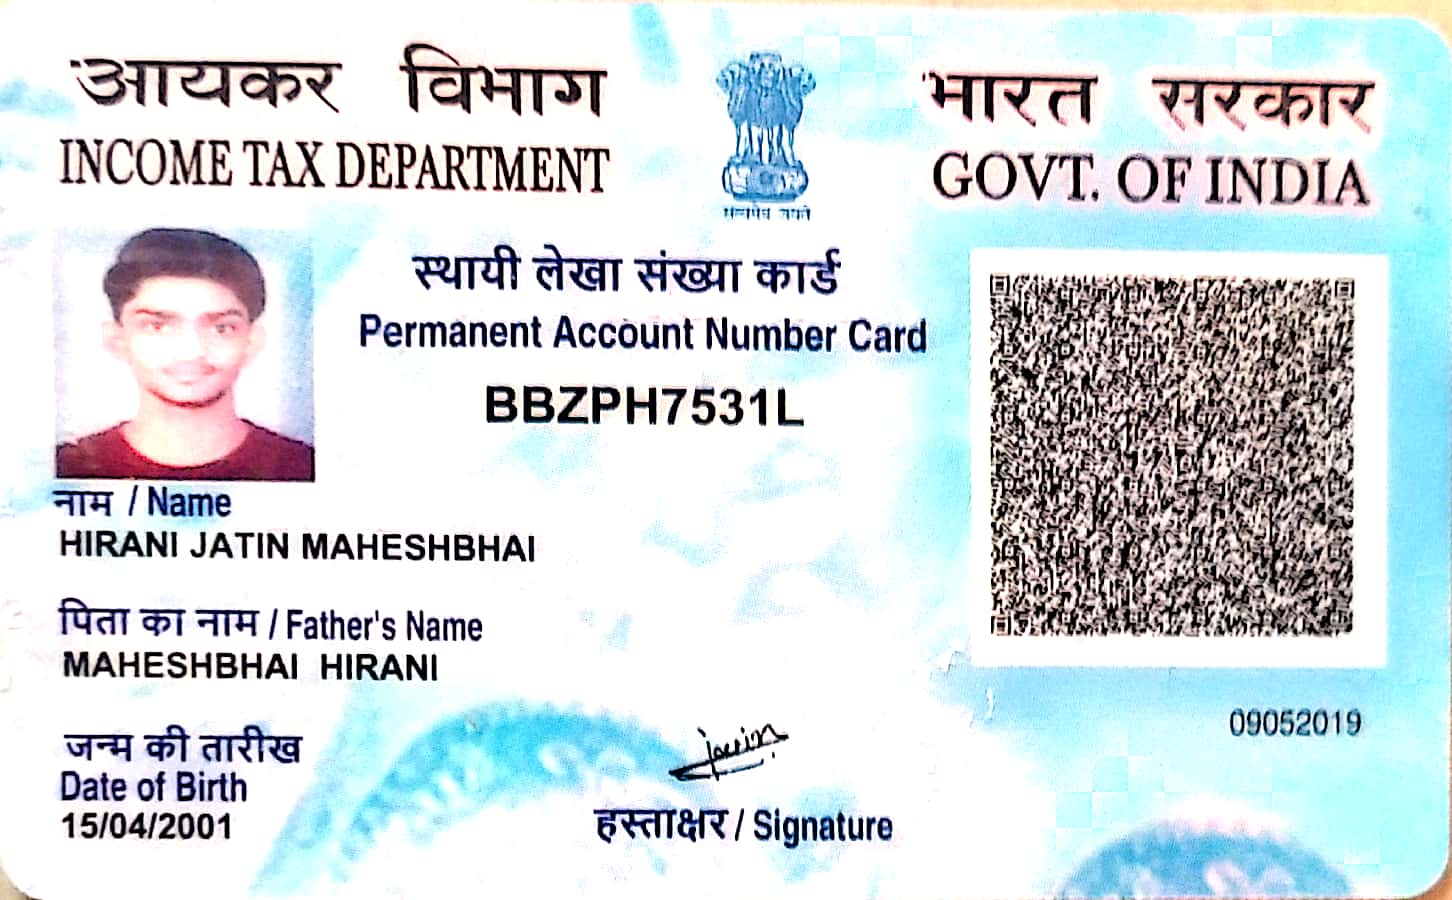 आयकर विभाग
INCOME TAX DEPARTMENT
सत्यमेव जयते
भारत सरकार
GOVT. OF INDIA
स्थायी लेखा संख्या कार्ड
Permanent Account Number Card
BBZPH7531L
नाम / Name
HIRANI JATIN MAHESHBHAI
पिता का नाम / Father's Name
MAHESHBHAI HIRANI
जन्म की तारीख
Date of Birth
15/04/2001
हस्ताक्षर / Signature
09052019